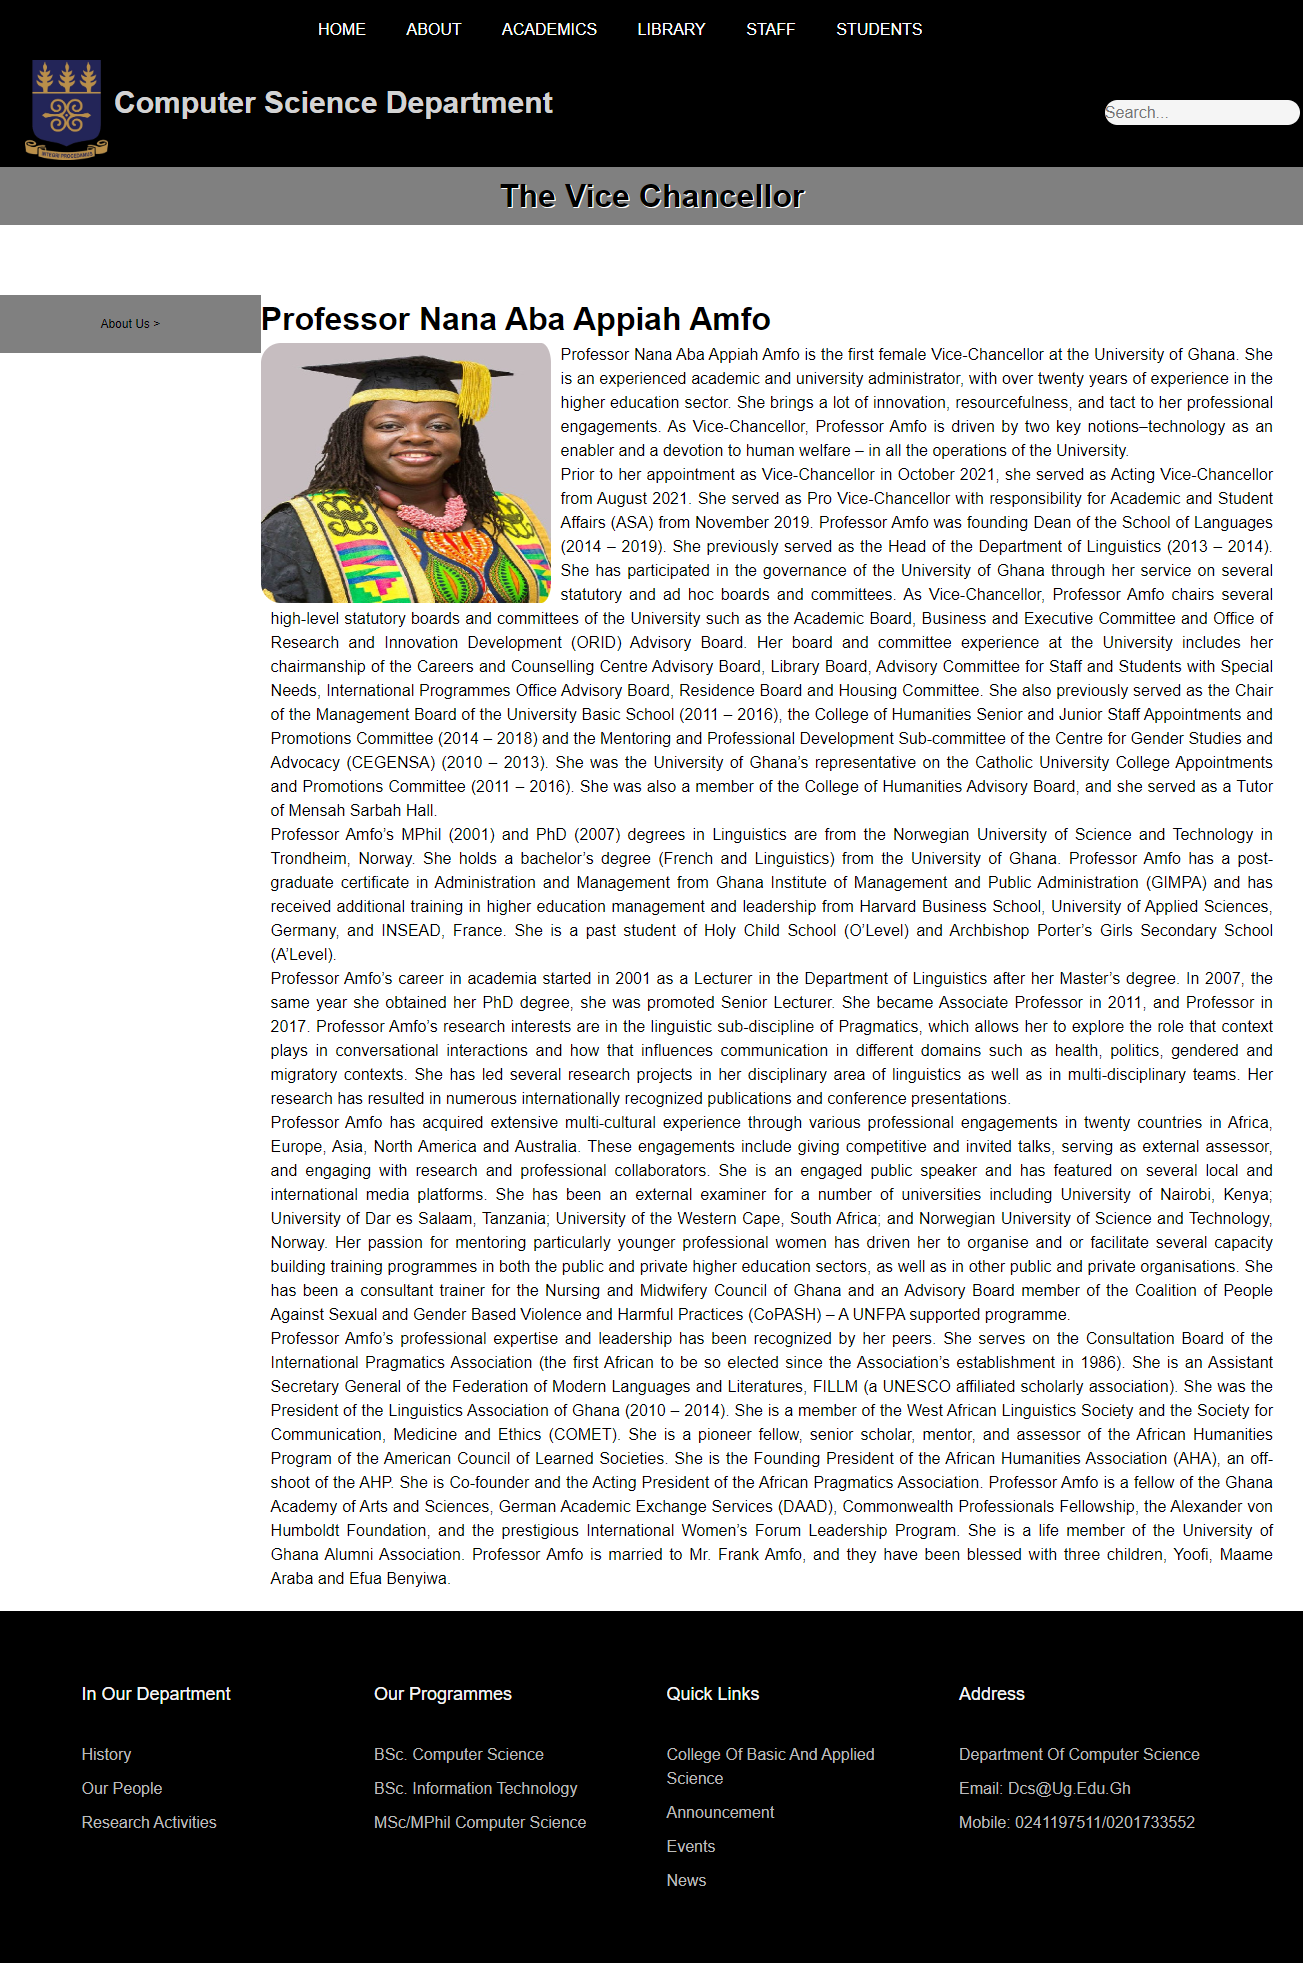 HOME ABOUT ACADEMICS LIBRARY STAFF STUDENTS
INTEGRI PROCEDAMUS
Computer Science Department
Search...
The Vice Chancellor
About Us >
Professor Nana Aba Appiah Amfo
Professor Nana Aba Appiah Amfo is the first female Vice-Chancellor at the University of Ghana. She
is an experienced academic and university administrator, with over twenty years of experience in the
higher education sector. She brings a lot of innovation, resourcefulness, and tact to her professional
engagements. As Vice-Chancellor, Professor Amfo is driven by two key notions–technology as an
enabler and a devotion to human welfare – in all the operations of the University.
Prior to her appointment as Vice-Chancellor in October 2021, she served as Acting Vice-Chancellor
from August 2021. She served as Pro Vice-Chancellor with responsibility for Academic and Student
Affairs (ASA) from November 2019. Professor Amfo was founding Dean of the School of Languages
(2014 – 2019). She previously served as the Head of the Department of Linguistics (2013 – 2014).
She has participated in the governance of the University of Ghana through her service on several
statutory and ad hoc boards and committees. As Vice-Chancellor, Professor Amfo chairs several
high-level statutory boards and committees of the University such as the Academic Board, Business and Executive Committee and Office of
Research and Innovation Development (ORID) Advisory Board. Her board and committee experience at the University includes her
chairmanship of the Careers and Counselling Centre Advisory Board, Library Board, Advisory Committee for Staff and Students with Special
Needs, International Programmes Office Advisory Board, Residence Board and Housing Committee. She also previously served as the Chair
of the Management Board of the University Basic School (2011 – 2016), the College of Humanities Senior and Junior Staff Appointments and
Promotions Committee (2014 – 2018) and the Mentoring and Professional Development Sub-committee of the Centre for Gender Studies and
Advocacy (CEGENSA) (2010 – 2013). She was the University of Ghana’s representative on the Catholic University College Appointments
and Promotions Committee (2011 – 2016). She was also a member of the College of Humanities Advisory Board, and she served as a Tutor
of Mensah Sarbah Hall.
Professor Amfo’s MPhil (2001) and PhD (2007) degrees in Linguistics are from the Norwegian University of Science and Technology in
Trondheim, Norway. She holds a bachelor’s degree (French and Linguistics) from the University of Ghana. Professor Amfo has a post-
graduate certificate in Administration and Management from Ghana Institute of Management and Public Administration (GIMPA) and has
received additional training in higher education management and leadership from Harvard Business School, University of Applied Sciences,
Germany, and INSEAD, France. She is a past student of Holy Child School (O’Level) and Archbishop Porter’s Girls Secondary School
(A’Level).
Professor Amfo’s career in academia started in 2001 as a Lecturer in the Department of Linguistics after her Master’s degree. In 2007, the
same year she obtained her PhD degree, she was promoted Senior Lecturer. She became Associate Professor in 2011, and Professor in
2017. Professor Amfo’s research interests are in the linguistic sub-discipline of Pragmatics, which allows her to explore the role that context
plays in conversational interactions and how that influences communication in different domains such as health, politics, gendered and
migratory contexts. She has led several research projects in her disciplinary area of linguistics as well as in multi-disciplinary teams. Her
research has resulted in numerous internationally recognized publications and conference presentations.
Professor Amfo has acquired extensive multi-cultural experience through various professional engagements in twenty countries in Africa,
Europe, Asia, North America and Australia. These engagements include giving competitive and invited talks, serving as external assessor,
and engaging with research and professional collaborators. She is an engaged public speaker and has featured on several local and
international media platforms. She has been an external examiner for a number of universities including University of Nairobi, Kenya;
University of Dar es Salaam, Tanzania; University of the Western Cape, South Africa; and Norwegian University of Science and Technology,
Norway. Her passion for mentoring particularly younger professional women has driven her to organise and or facilitate several capacity
building training programmes in both the public and private higher education sectors, as well as in other public and private organisations. She
has been a consultant trainer for the Nursing and Midwifery Council of Ghana and an Advisory Board member of the Coalition of People
Against Sexual and Gender Based Violence and Harmful Practices (CoPASH) – A UNFPA supported programme.
Professor Amfo’s professional expertise and leadership has been recognized by her peers. She serves on the Consultation Board of the
International Pragmatics Association (the first African to be so elected since the Association’s establishment in 1986). She is an Assistant
Secretary General of the Federation of Modern Languages and Literatures, FILLM (a UNESCO affiliated scholarly association). She was the
President of the Linguistics Association of Ghana (2010 – 2014). She is a member of the West African Linguistics Society and the Society for
Communication, Medicine and Ethics (COMET). She is a pioneer fellow, senior scholar, mentor, and assessor of the African Humanities
Program of the American Council of Learned Societies. She is the Founding President of the African Humanities Association (AHA), an off-
shoot of the AHP. She is Co-founder and the Acting President of the African Pragmatics Association. Professor Amfo is a fellow of the Ghana
Academy of Arts and Sciences, German Academic Exchange Services (DAAD), Commonwealth Professionals Fellowship, the Alexander von
Humboldt Foundation, and the prestigious International Women’s Forum Leadership Program. She is a life member of the University of
Ghana Alumni Association. Professor Amfo is married to Mr. Frank Amfo, and they have been blessed with three children, Yoofi, Maame
Araba and Efua Benyiwa.
In Our Department
History
Our People
Research Activities
Our Programmes
BSc. Computer Science
BSc. Information Technology
MSc/MPhil Computer Science
Quick Links
College Of Basic And Applied
Science
Announcement
Events
News
Address
Department Of Computer Science
Email: Dcs@Ug.Edu.Gh
Mobile: 0241197511/0201733552